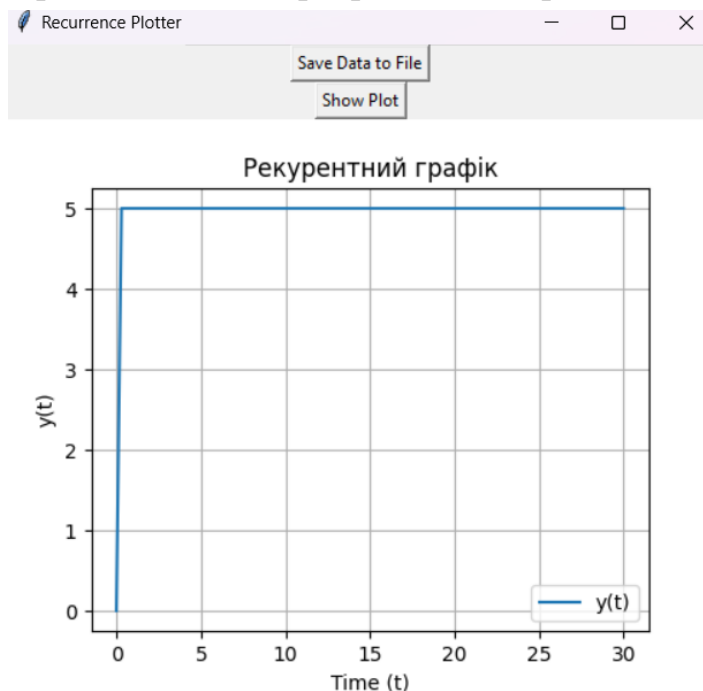 Recurrence Plotter
Save Data to File
Show Plot
Рекурентний графік
5
4
3
2
1
0
y(t)
y(t)
0 5 10 15 20 25 30
Time (t)